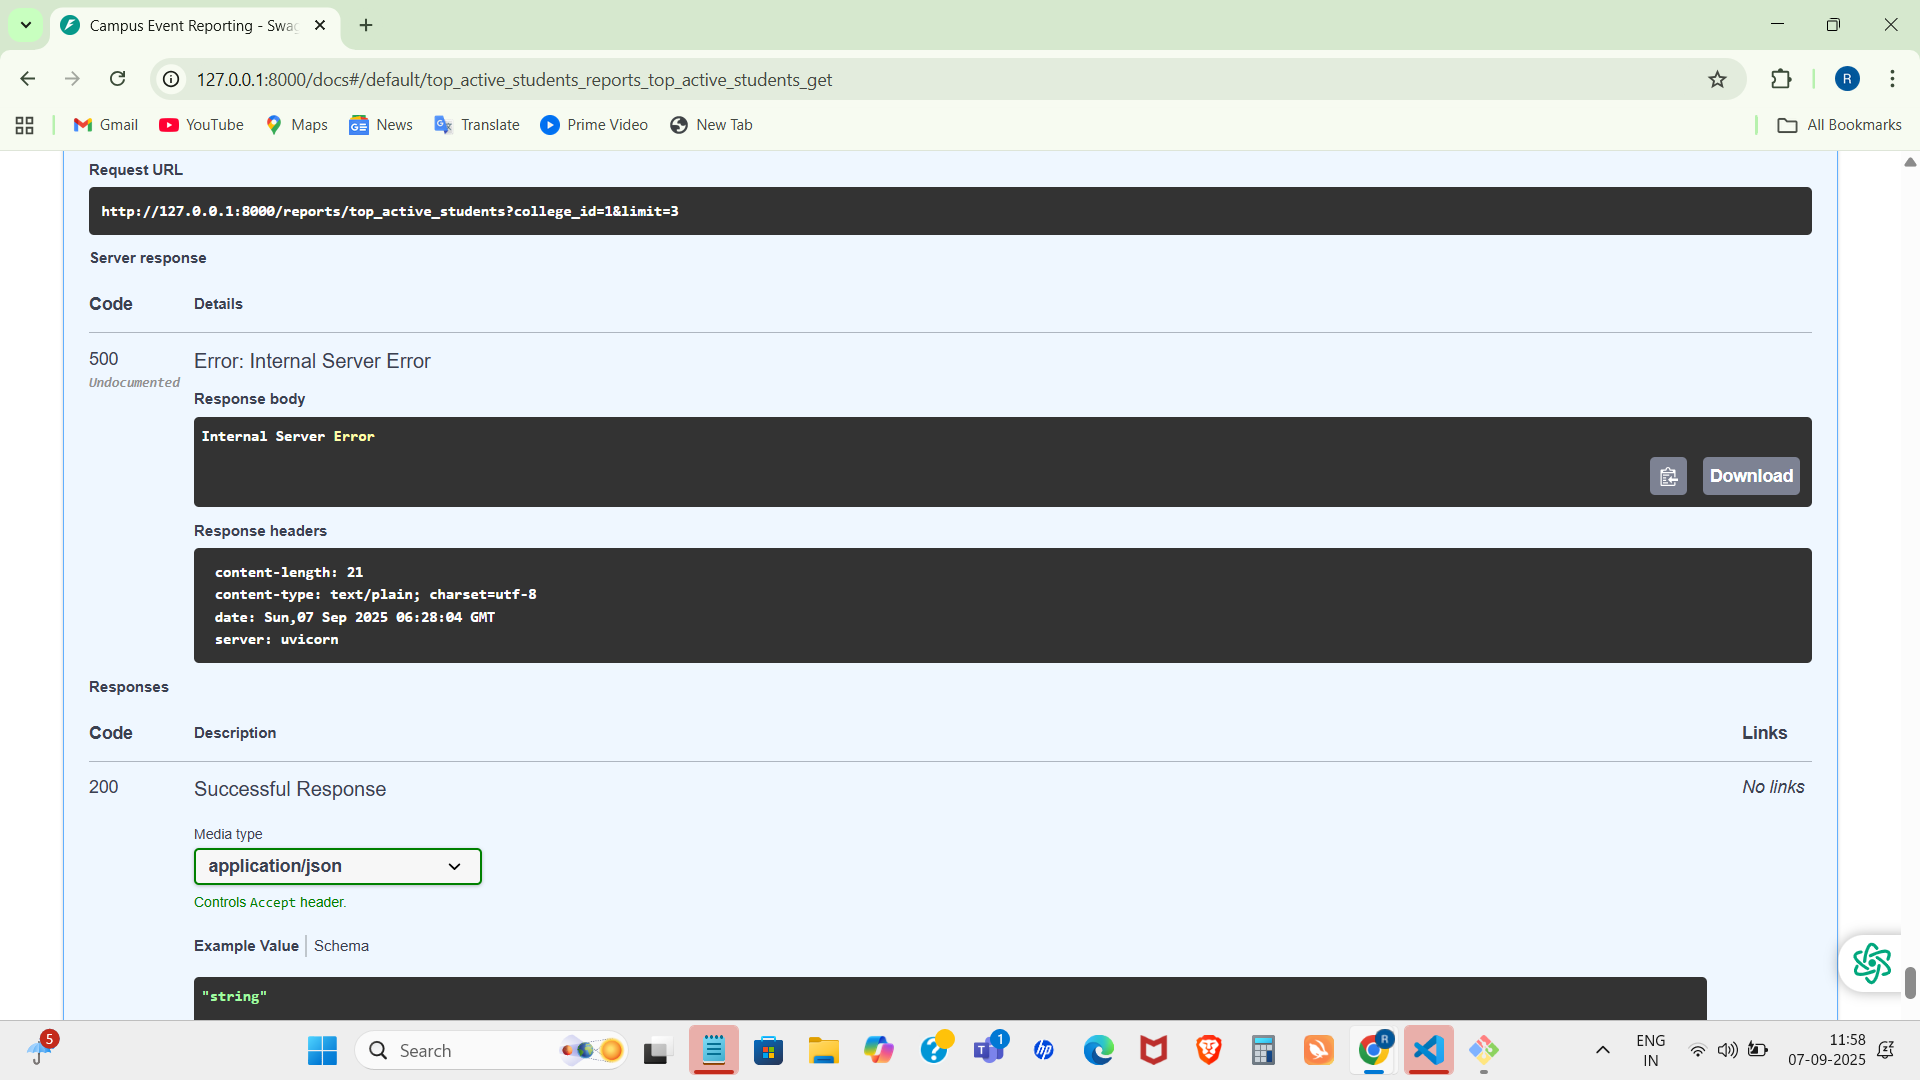 Campus Event Reporting - Swag
127.0.0.1:8000/docs#/default/top_active_students_reports_top_active_students_get
R
Gmail
YouTube
Maps
News
Translate
Prime Video
New Tab
All Bookmarks
Request URL
http://127.0.0.1:8000/reports/top_active_students?college_id=1&limit=3
Server response
Code Details
500 Error: Internal Server Error
Undocumented
Response body
Internal Server Error
Download
Response headers
content-length: 21
content-type: text/plain; charset=utf-8
date: Sun,07 Sep 2025 06:28:04 GMT
server: uvicorn
Responses
Code Description Links
200 Successful Response No links
Media type
application/json
Controls Accept header.
Example Value Schema
"string"
5
Search
1
R
ENG
IN
11:58
07-09-2025